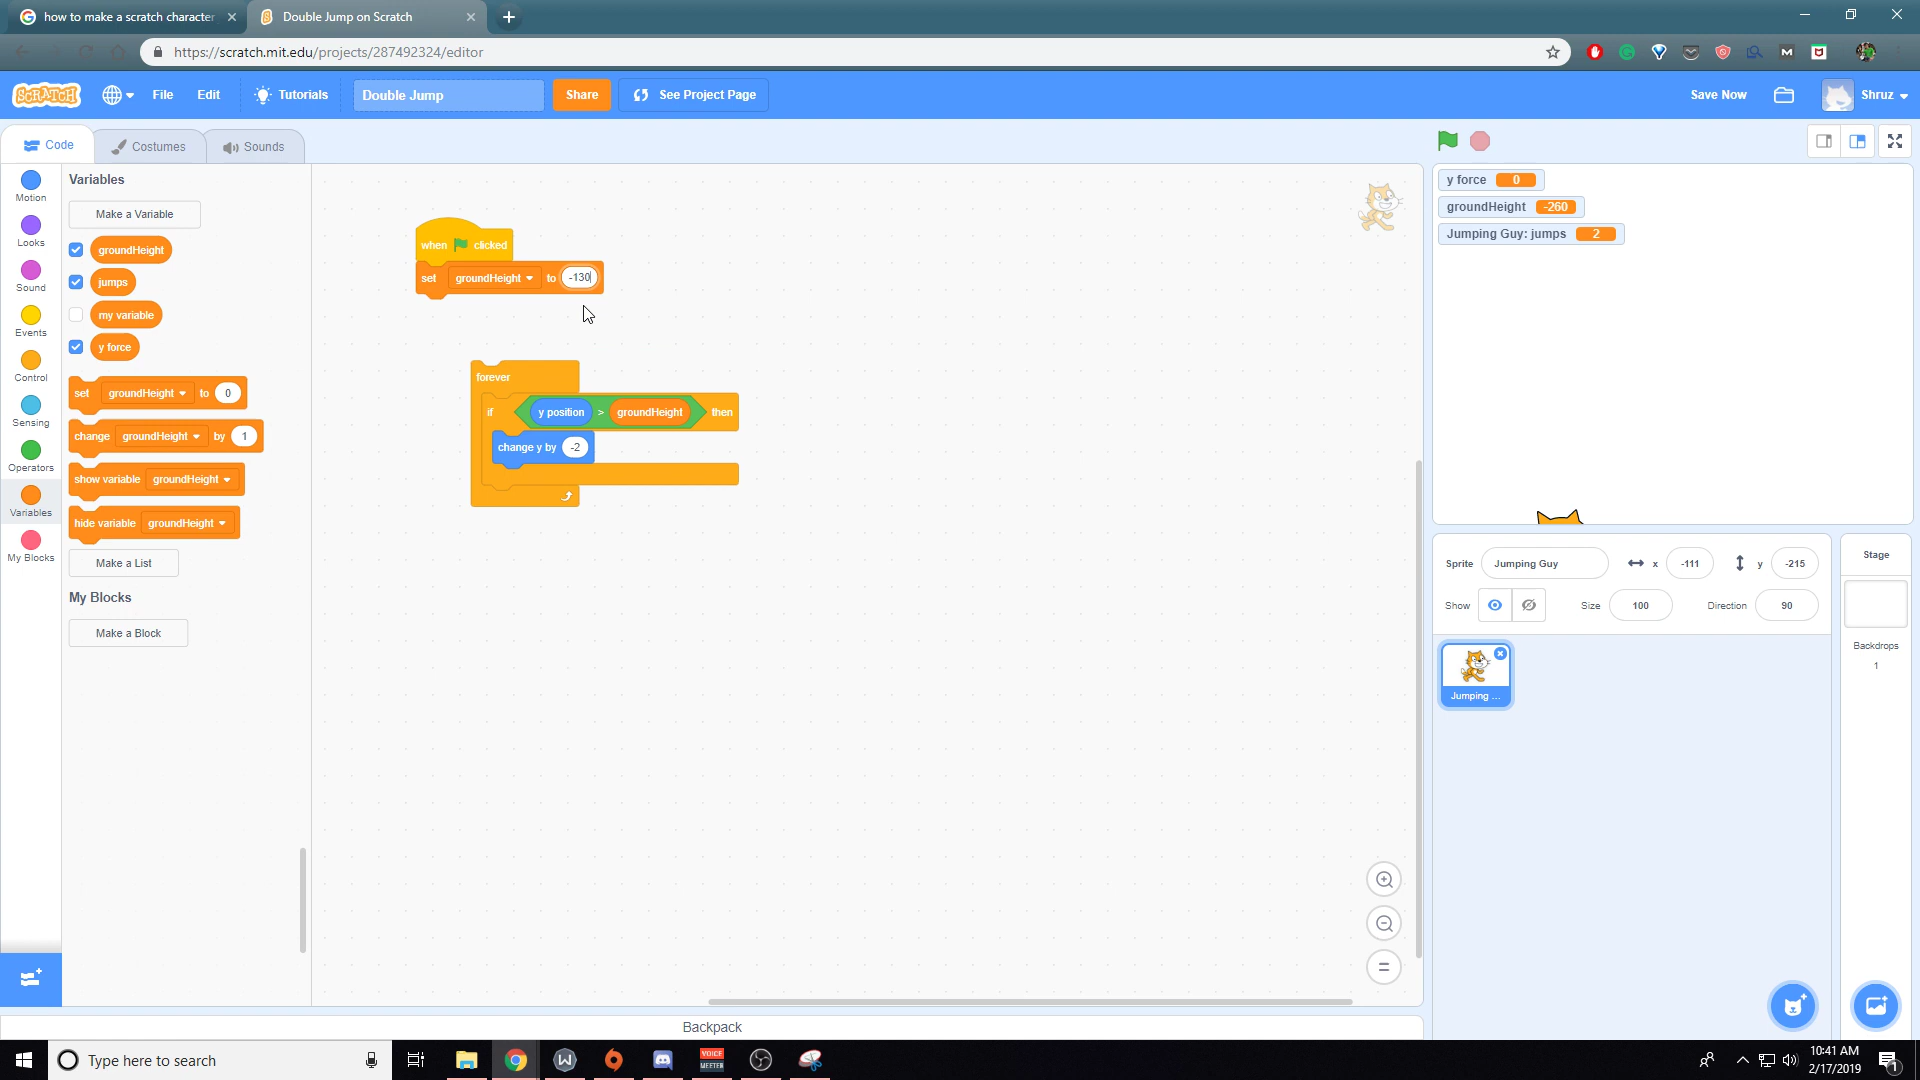 how to make a scratch character
Double Jump on Scratch
https://scratch.mit.edu/projects/287492324/editor
SCRATCH
File
Edit
Tutorials
Double Jump
Share
See Project Page
Save Now
Shruz
Code
Costumes
Sounds
Motion
Looks
Sound
Events
Control
Sensing
Operators
Variables
My Blocks
Variables
Make a Variable
groundHeight
jumps
my variable
y force
set groundHeight to 0
change groundHeight by 1
show variable groundHeight
hide variable groundHeight
Make a List
My Blocks
Make a Block
when clicked
set groundHeight to -130
forever
if y position > groundHeight then
change y by -2
y force 0
groundHeight -260
Jumping Guy: jumps 2
Sprite Jumping Guy x -111 y -215
Show Size 100 Direction 90
Jumping ...
Stage
Backdrops
1
Backpack
Type here to search
VOICE
MEETER
10:41 AM
2/17/2019
1